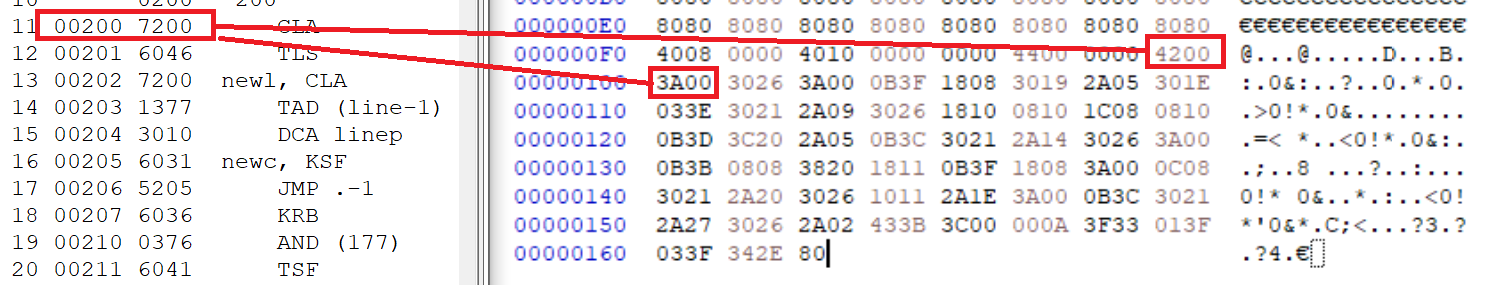 11 00200 7200 CLA
12 00201 6046 TLS
13 00202 7200 newl, CLA
14 00203 1377 TAD (line-1)
15 00204 3010 DCA linep
16 00205 6031 newc, KSF
17 00206 5205 JMP .-1
18 00207 6036 KRB
19 00210 0376 AND (177)
20 00211 6041 TSF
000000E0 8080 8080 8080 8080 8080 8080 8080 8080 €€€€€€€€€€€€€€€€
000000F0 4008 0000 4010 0000 0000 4400 0000 4200 @...@.....D...B.
00000100 3A00 3026 3A00 0B3F 1808 3019 2A05 301E :.0&:..?..0.*.0.
00000110 033E 3021 2A09 3026 1810 0810 1C08 0810 .>0!*.0&........
00000120 0B3D 3C20 2A05 0B3C 3021 2A14 3026 3A00 .=< *..<0!*.0&:.
00000130 0B3B 0808 3820 1811 0B3F 1808 3A00 0C08 .;..8 ...?..:...
00000140 3021 2A20 3026 1011 2A1E 3A00 0B3C 3021 0!* 0&..*.:..<0!
00000150 2A27 3026 2A02 433B 3C00 000A 3F33 013F *'0&*.C;<...?3.?
00000160 033F 342E 80 .?4.€